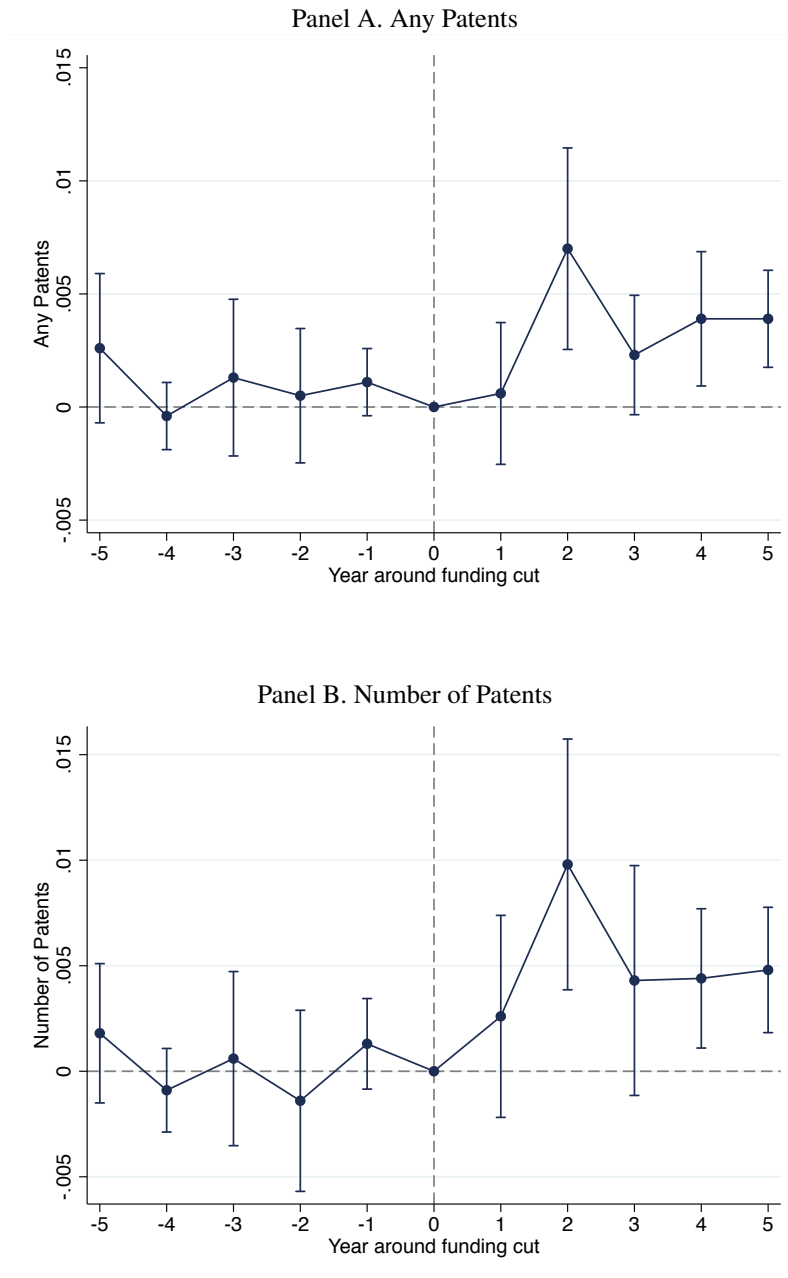 Panel A. Any Patents
Any Patents
.015
.01
.005
0
-.005
-5 -4 -3 -2 -1 0 1 2 3 4 5
Year around funding cut
Panel B. Number of Patents
Number of Patents
.015
.01
.005
0
-.005
-5 -4 -3 -2 -1 0 1 2 3 4 5
Year around funding cut